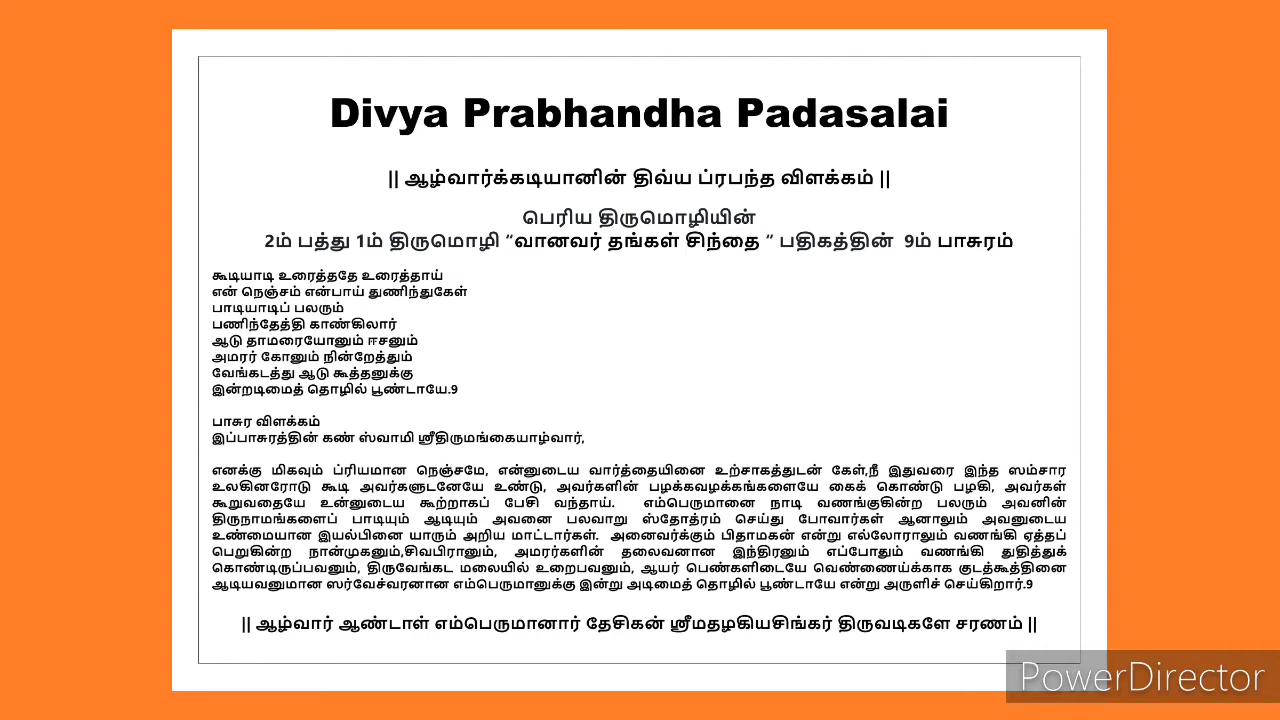 Divya Prabhandha Padasalai
|| ஆழ்வார்க்கடியானின் திவ்ய ப்ரபந்த விளக்கம் ||
பெரிய திருமொழியின்
2ம் பத்து 1ம் திருமொழி “வானவர் தங்கள் சிந்தை “ பதிகத்தின் 9ம் பாசுரம்
கூடியாடி உரைத்ததே உரைத்தாய்
என் நெஞ்சம் என்பாய் துணிந்துகேள்
பாடியாடிப் பலரும்
பணிந்தேத்தி காண்கிலார்
ஆடு தாமரையோனும் ஈசனும்
அமரர் கோனும் நின்றேத்தும்
வேங்கடத்து ஆடு கூத்தனுக்கு
இன்றடிமைத் தொழில் பூண்டாயே.9
பாசுர விளக்கம்
இப்பாசுரத்தின் கண் ஸ்வாமி ஸ்ரீதிருமங்கையாழ்வார்,
எனக்கு மிகவும் ப்ரியமான நெஞ்சமே, என்னுடைய வார்த்தையினை உற்சாகத்துடன் கேள்,நீ இதுவரை இந்த ஸம்சார
உலகினரோடு கூடி அவர்களுடனேயே உண்டு, அவர்களின் பழக்கவழக்கங்களையே கைக் கொண்டு பழகி, அவர்கள்
கூறுவதையே உன்னுடைய கூற்றாகப் பேசி வந்தாய். எம்பெருமானை நாடி வணங்குகின்ற பலரும் அவனின்
திருநாமங்களைப் பாடியும் ஆடியும் அவனை பலவாறு ஸ்தோத்ரம் செய்து போவார்கள் ஆனாலும் அவனுடைய
உண்மையான இயல்பினை யாரும் அறிய மாட்டார்கள். அனைவர்க்கும் பிதாமகன் என்று எல்லோராலும் வணங்கி ஏத்தப்
பெறுகின்ற நான்முகனும்,சிவபிரானும், அமரர்களின் தலைவனான இந்திரனும் எப்போதும் வணங்கி துதித்துக்
கொண்டிருப்பவனும், திருவேங்கட மலையில் உறைபவனும், ஆயர் பெண்களிடையே வெண்ணைய்க்காக குடத்கூத்தினை
ஆடியவனுமான ஸர்வேச்வரனான எம்பெருமானுக்கு இன்று அடிமைத் தொழில் பூண்டாயே என்று அருளிச் செய்கிறார்.9
|| ஆழ்வார் ஆண்டாள் எம்பெருமானார் தேசிகன் ஸ்ரீமதழகியசிங்கர் திருவடிகளே சரணம் ||
PowerDirector